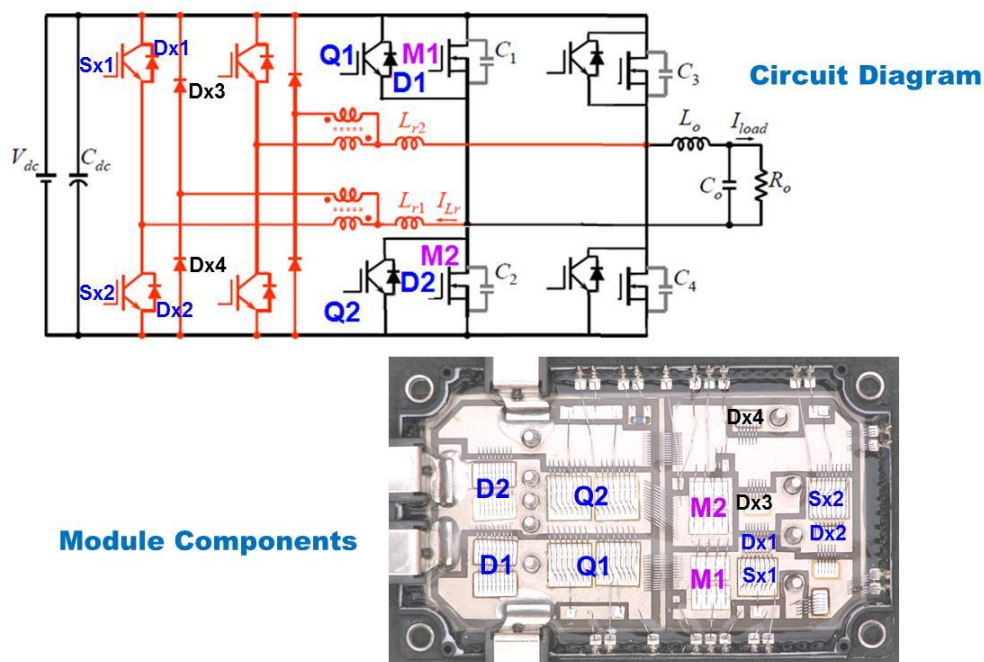 Dx1
Sx1
Q1
M1
C1
C3
Circuit Diagram
Dx3
D1
Lr2
Lo
Iload
Vdc
Cdc
Co
Ro
Lr1
ILr
M2
Dx4
D2
C2
C4
Sx2
Dx2
Q2
Dx4
D2
Q2
M2
Dx3
Sx2
Dx1
Dx2
Module Components
D1
Q1
M1
Sx1